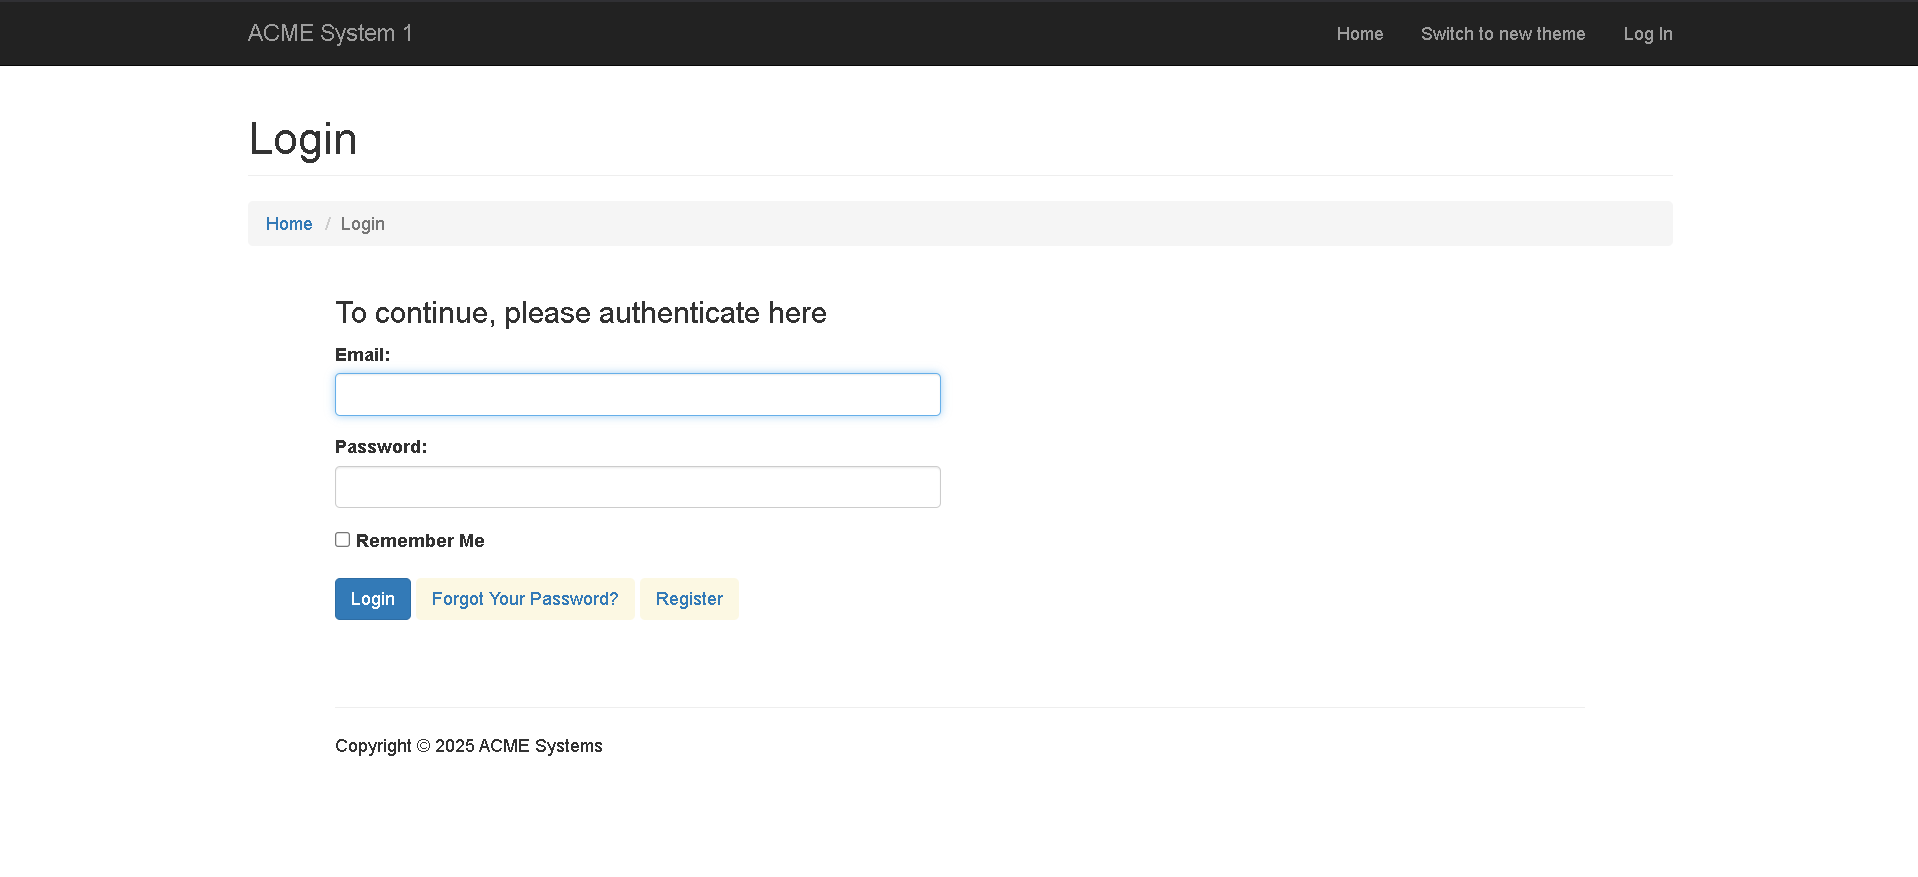 ACME System 1
Home Switch to new theme Log In
Login
Home / Login
To continue, please authenticate here
Email:
Password:
Remember Me
Login Forgot Your Password? Register
Copyright © 2025 ACME Systems